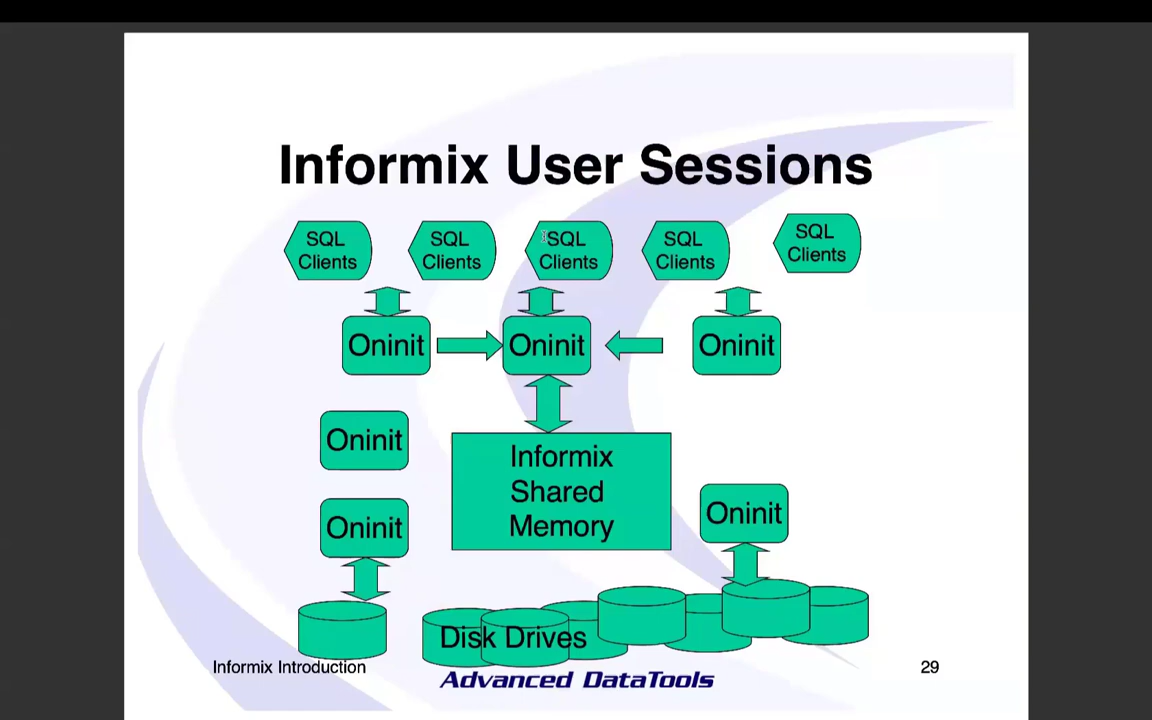 Informix User Sessions
SQL
Clients
SQL
Clients
SQL
Clients
SQL
Clients
SQL
Clients
Oninit
Oninit
Oninit
Oninit
Informix
Shared
Memory
Oninit
Oninit
Disk Drives
Informix Introduction
Advanced DataTools
29